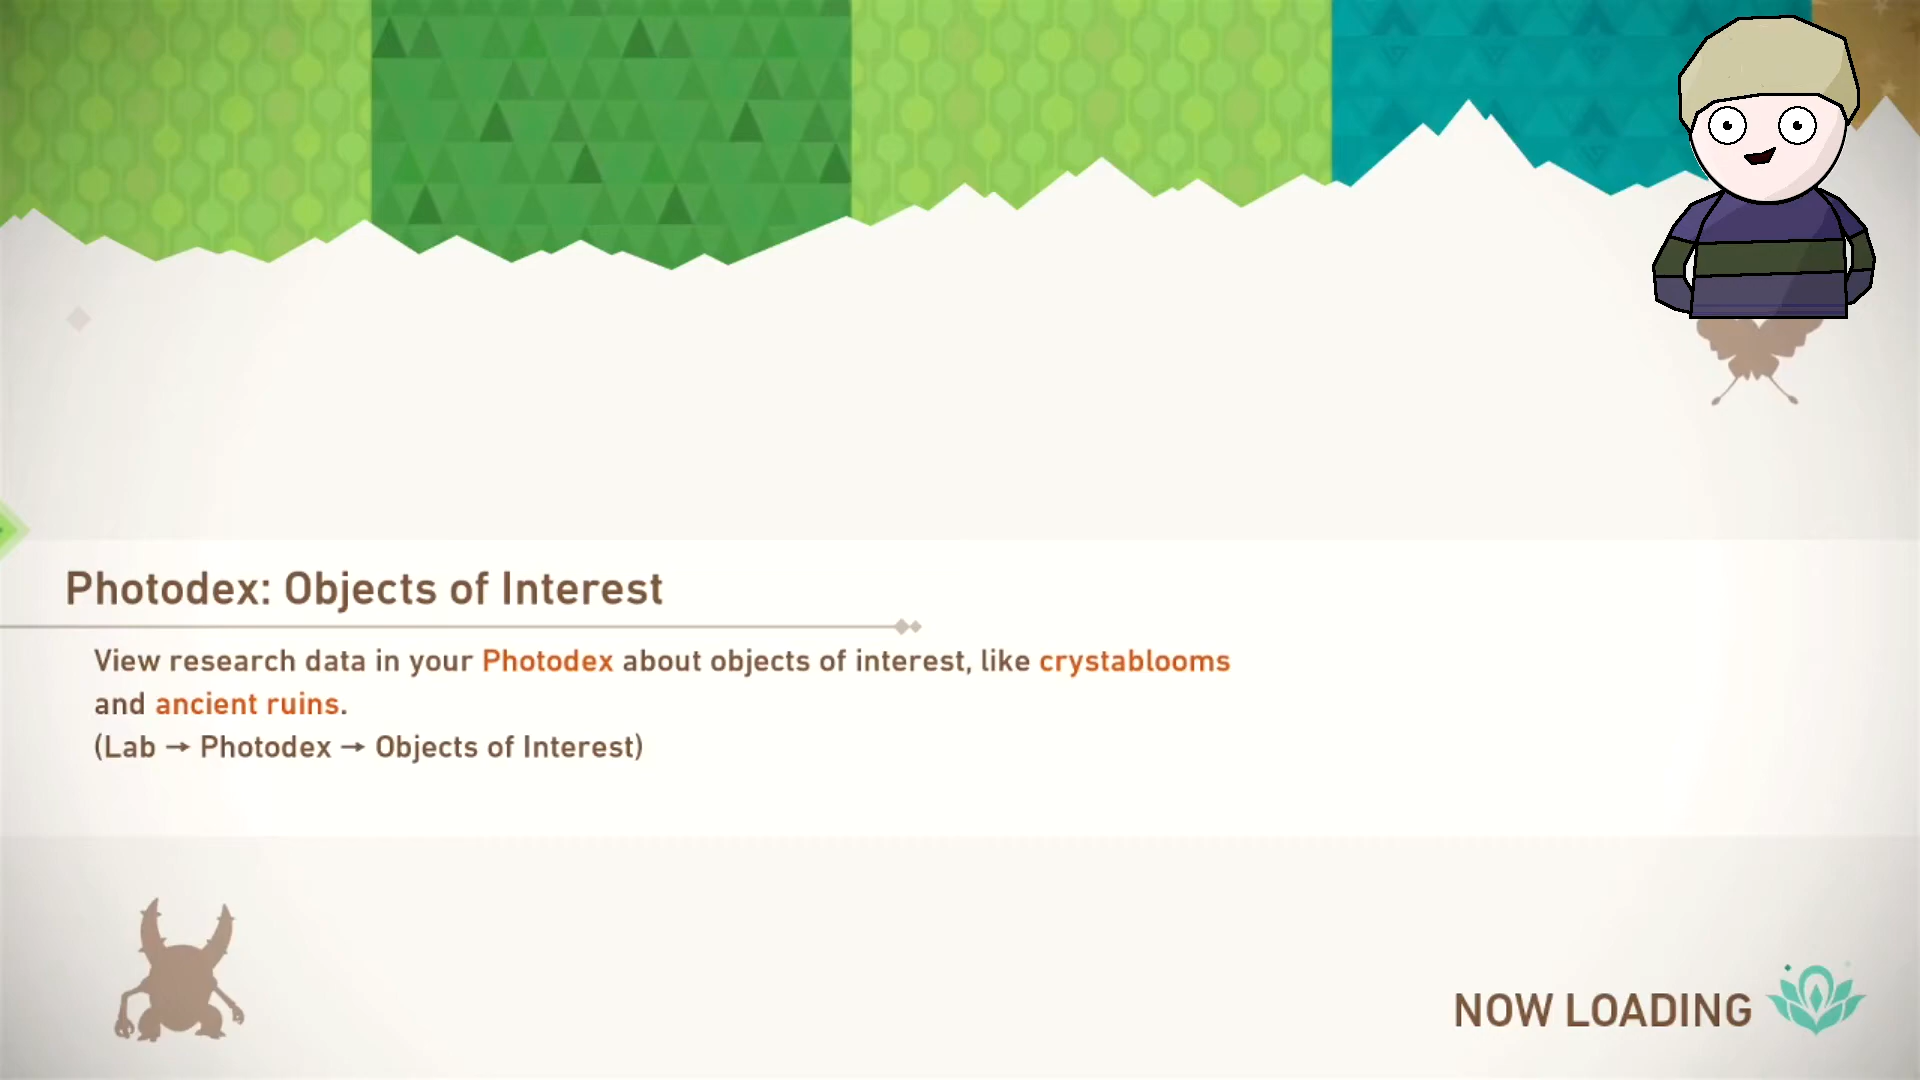 Photodex: Objects of Interest
View research data in your Photodex about objects of interest, like crystablooms
and ancient ruins.
(Lab → Photodex → Objects of Interest)
NOW LOADING